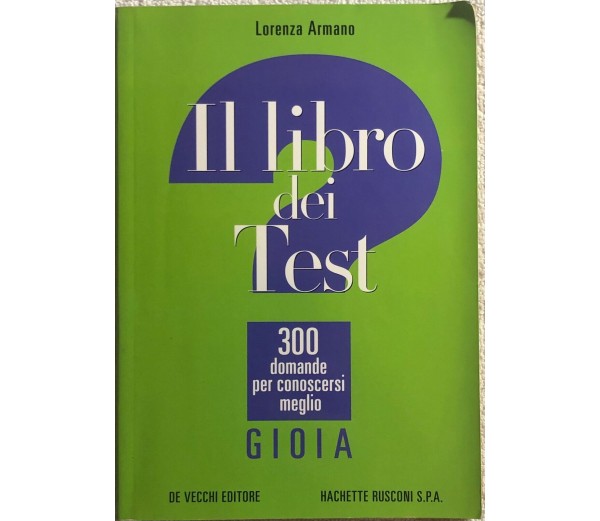 Lorenza Armano
Il libro
dei
Test
300
domande
per conoscersi
meglio
GIOIA
DE VECCHI EDITORE HACHETTE RUSCONI S.P.A.